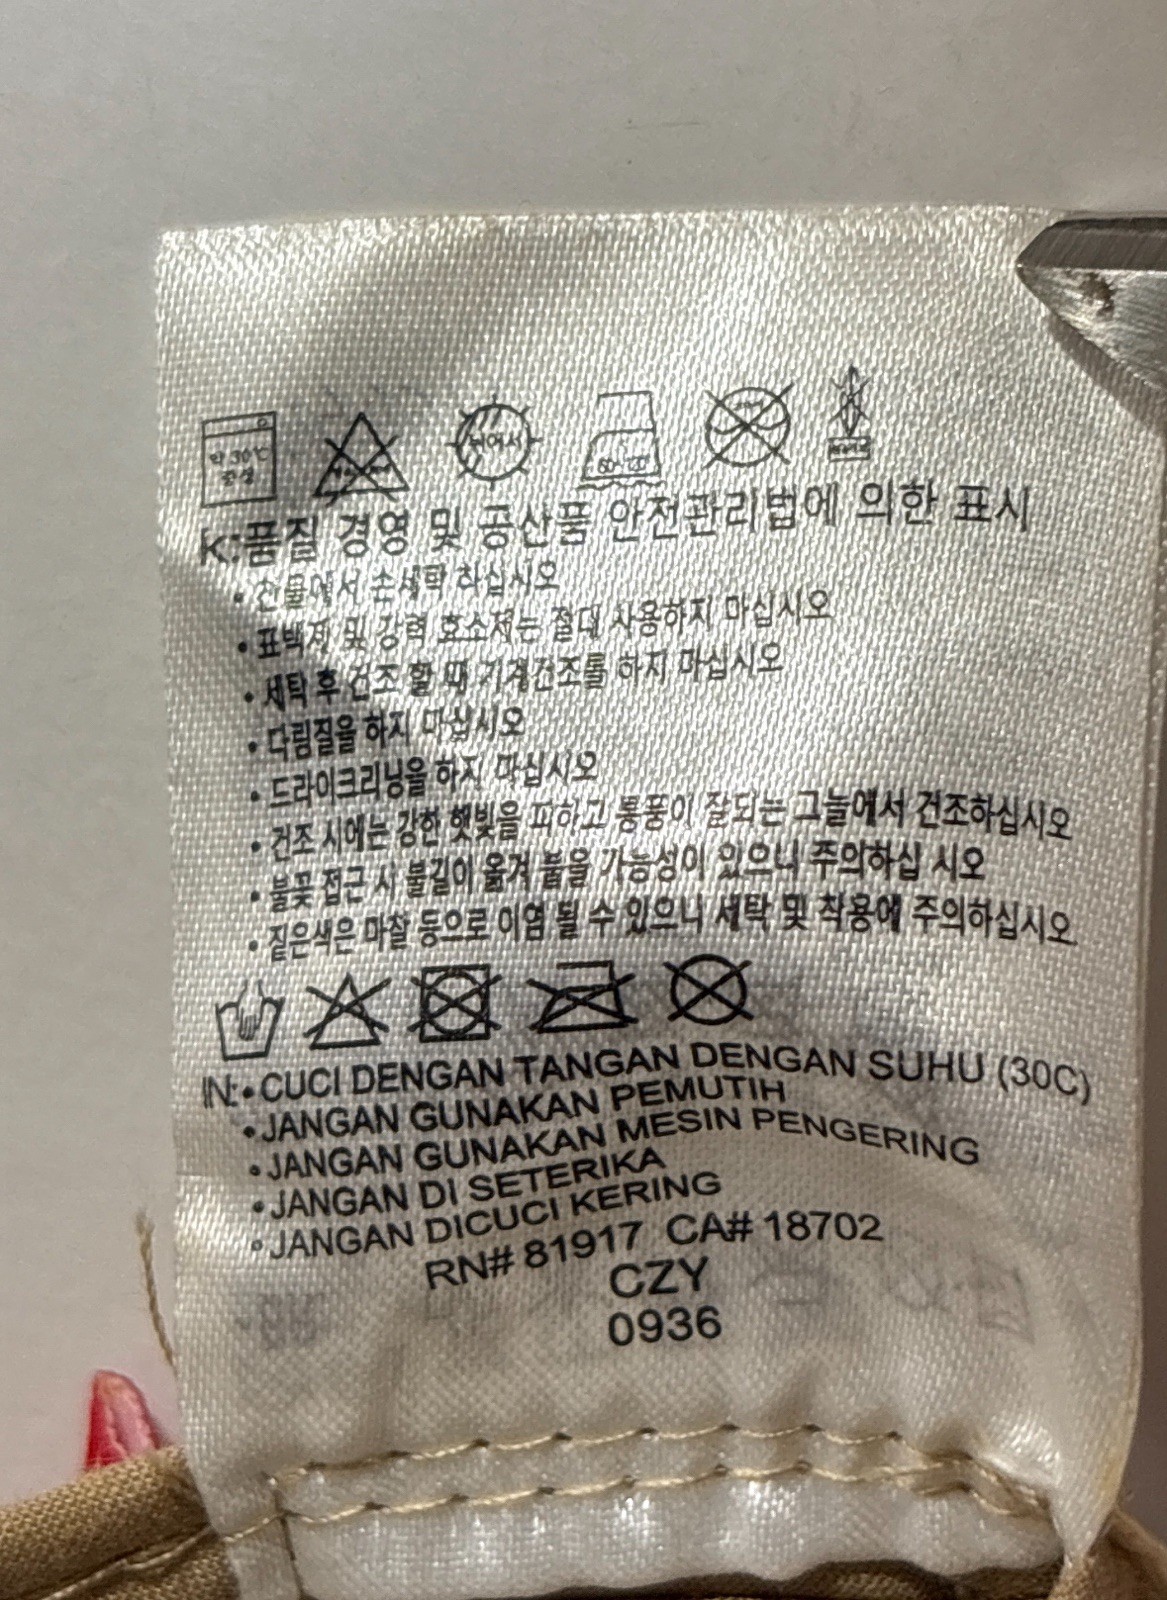 약 30℃
중성
뉘어서
80~120℃
K:품질 경영 및 공산품 안전관리법에 의한 표시
• 찬물에서 손세탁 하십시오
• 표백제 및 강력 효소제는 절대 사용하지 마십시오
• 세탁 후 건조 할 때 기계건조를 하지 마십시오
• 다림질을 하지 마십시오
• 드라이크리닝을 하지 마십시오
• 건조 시에는 강한 햇빛을 피하고 통풍이 잘되는 그늘에서 건조하십시오
• 불꽃 접근 시 불길이 옮겨 붙을 가능성이 있으니 주의하십 시오
• 짙은색은 마찰 등으로 이염 될 수 있으니 세탁 및 착용에 주의하십시오
IN:•CUCI DENGAN TANGAN DENGAN SUHU (30C)
•JANGAN GUNAKAN PEMUTIH
•JANGAN GUNAKAN MESIN PENGERING
•JANGAN DI SETERIKA
•JANGAN DICUCI KERING
RN# 81917 CA# 18702
CZY
0936